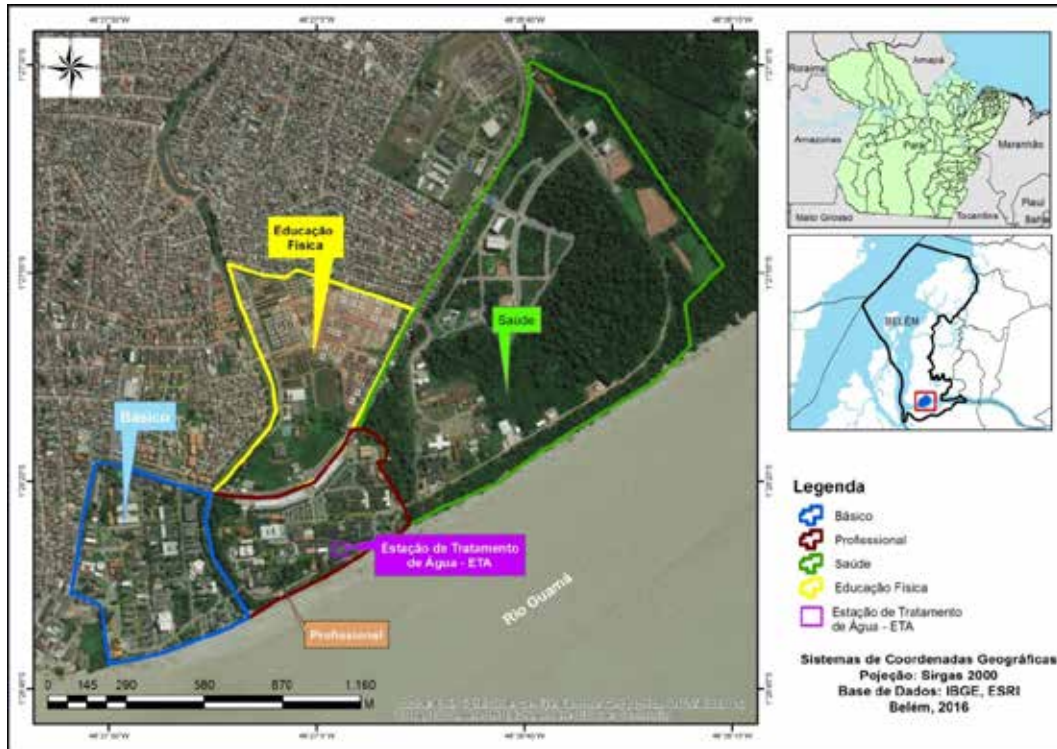 Educação
Física
Saúde
Básico
Estação de Tratamento
de Água - ETA
Profissional
Rio Guamá
0 145 290 580 870 1.160
M
Roraima
Amapá
Amazonas
Pará
Maranhão
Mato Grosso
Tocantins
Piauí
Bahia
BELÉM
Legenda
Básico
Profissional
Saúde
Educação Física
Estação de Tratamento
de Água - ETA
Sistemas de Coordenadas Geográficas
Pojeção: Sirgas 2000
Base de Dados: IBGE, ESRI
Belém, 2016